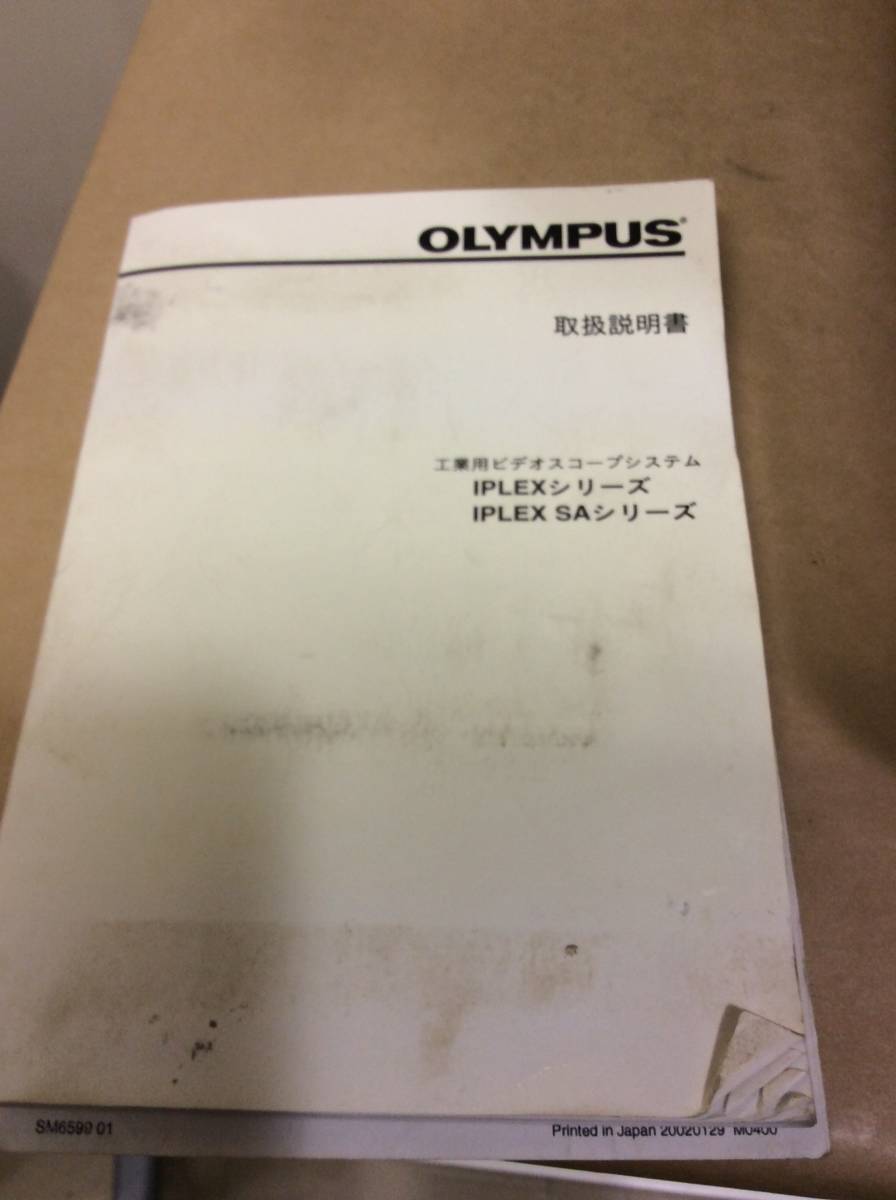 OLYMPUS®
取扱説明書
工業用ビデオスコープシステム
IPLEXシリーズ
IPLEX SAシリーズ
SM6599 01
Printed in Japan 20020129 M0400